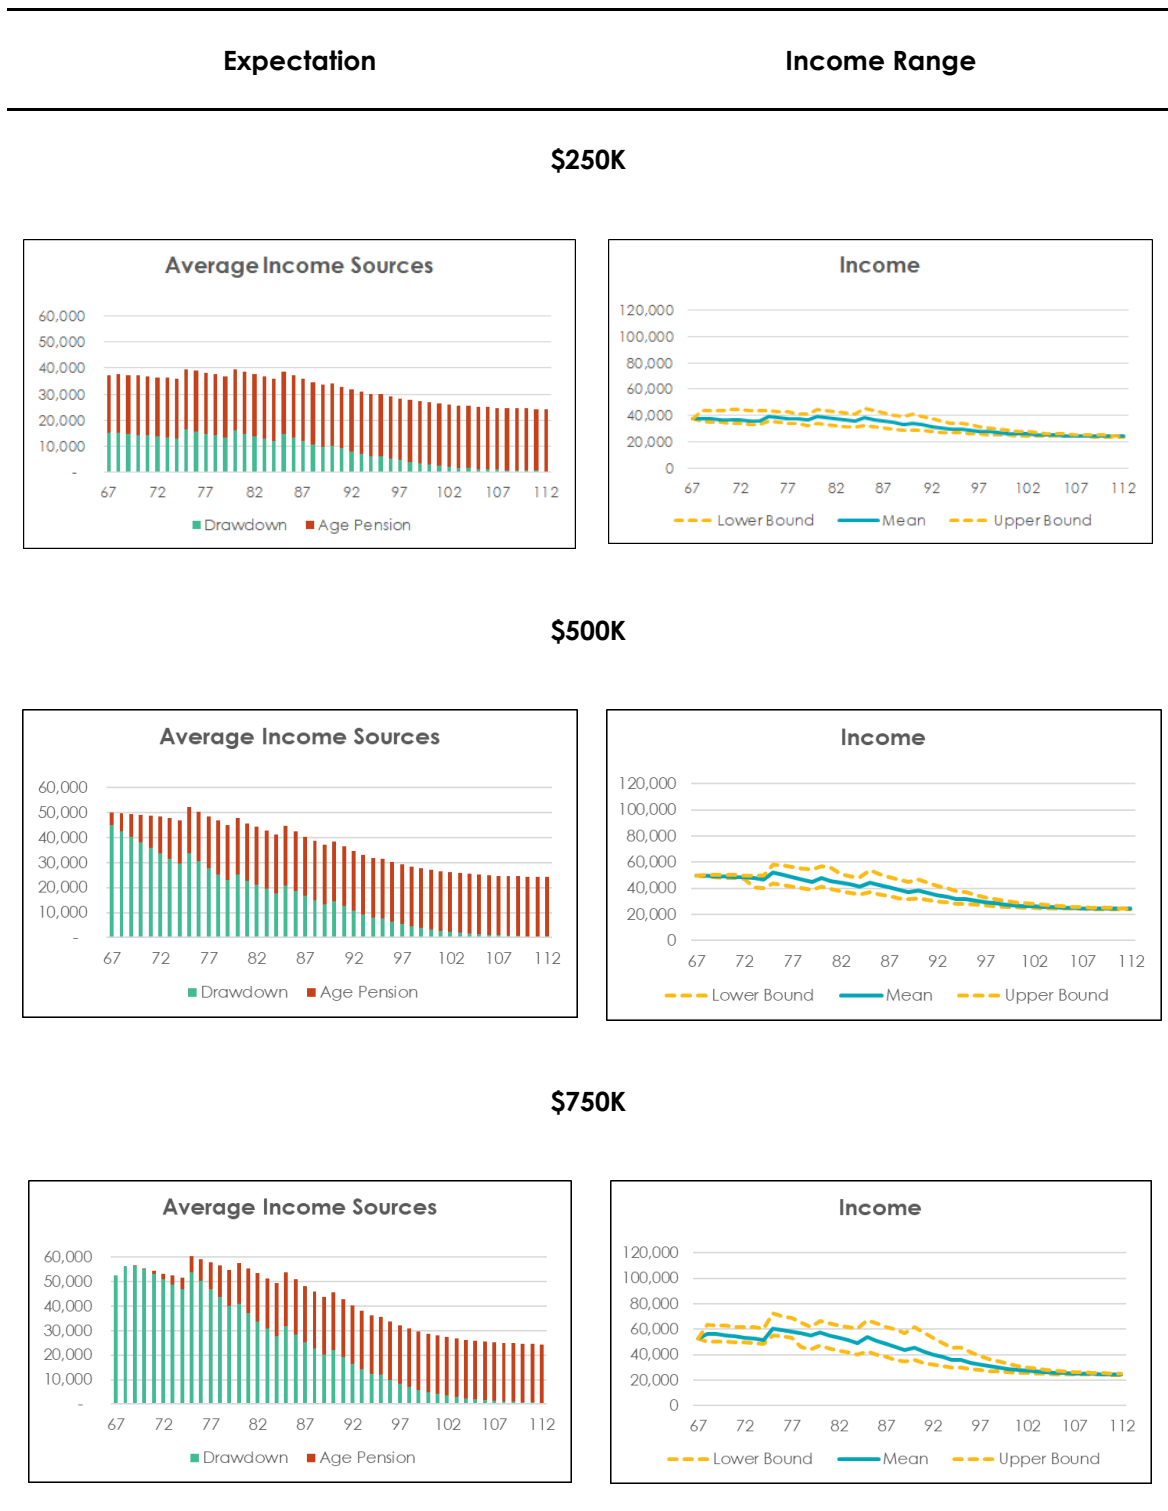 Expectation
Income Range
$250K
Average Income Sources
60,000
50,000
40,000
30,000
20,000
10,000
-
67 72 77 82 87 92 97 102 107 112
Drawdown Age Pension
Income
120,000
100,000
80,000
60,000
40,000
20,000
0
67 72 77 82 87 92 97 102 107 112
Lower Bound Mean Upper Bound
$500K
Average Income Sources
60,000
50,000
40,000
30,000
20,000
10,000
-
67 72 77 82 87 92 97 102 107 112
Drawdown Age Pension
Income
120,000
100,000
80,000
60,000
40,000
20,000
0
67 72 77 82 87 92 97 102 107 112
Lower Bound Mean Upper Bound
$750K
Average Income Sources
60,000
50,000
40,000
30,000
20,000
10,000
-
67 72 77 82 87 92 97 102 107 112
Drawdown Age Pension
Income
120,000
100,000
80,000
60,000
40,000
20,000
0
67 72 77 82 87 92 97 102 107 112
Lower Bound Mean Upper Bound